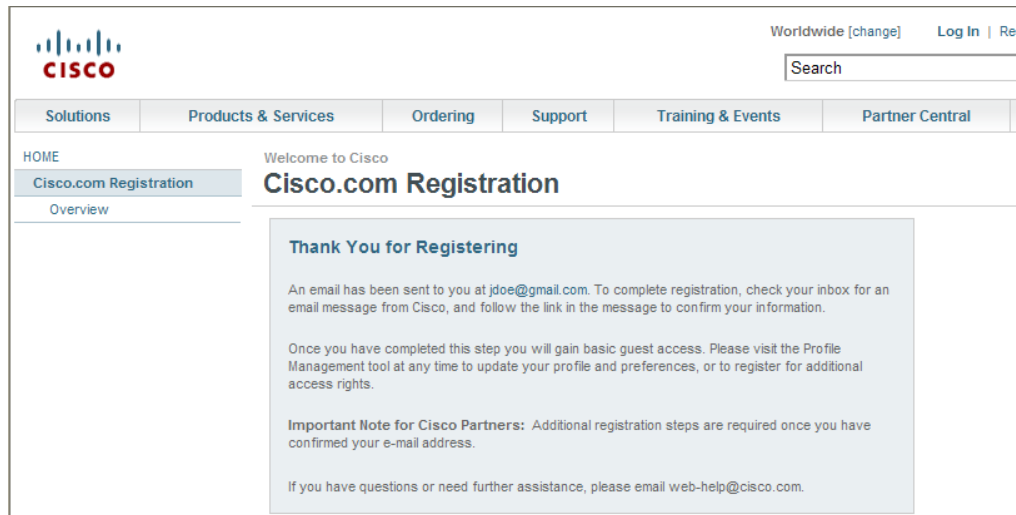 Worldwide [change] Log In | Re
CISCO
Search
Solutions Products & Services Ordering Support Training & Events Partner Central
HOME
Welcome to Cisco
Cisco.com Registration
Cisco.com Registration
Overview
Thank You for Registering
An email has been sent to you at jdoe@gmail.com. To complete registration, check your inbox for an
email message from Cisco, and follow the link in the message to confirm your information.
Once you have completed this step you will gain basic guest access. Please visit the Profile
Management tool at any time to update your profile and preferences, or to register for additional
access rights.
Important Note for Cisco Partners: Additional registration steps are required once you have
confirmed your e-mail address.
If you have questions or need further assistance, please email web-help@cisco.com.